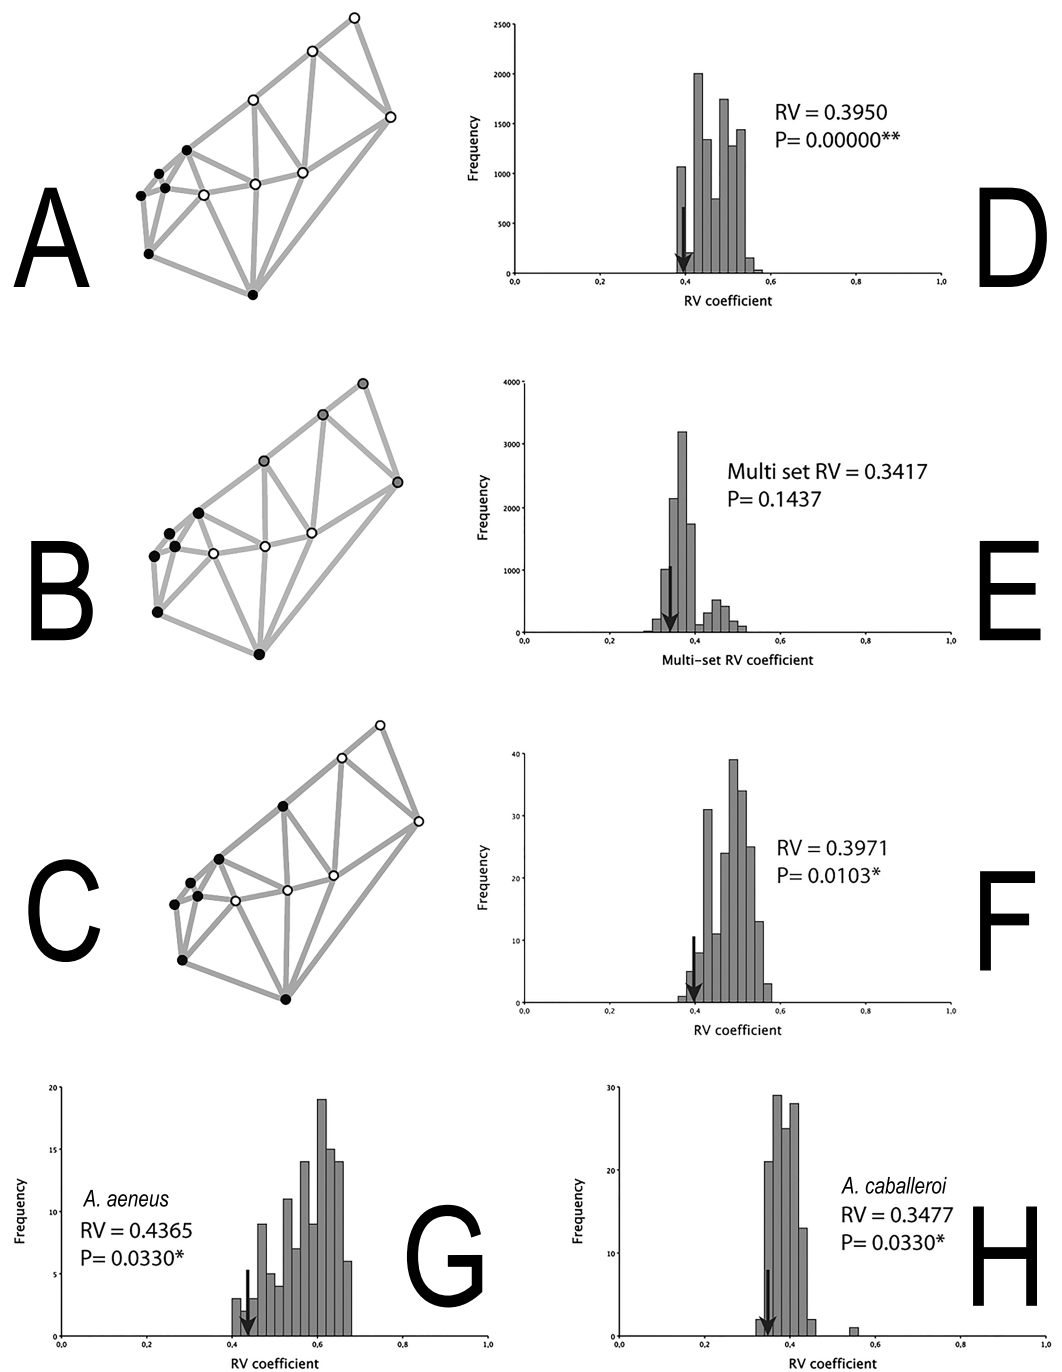 A
2500
2000
1500
1000
500
0
Frequency
RV = 0.3950
P= 0.00000**
0,0 0,2 0,4 0,6 0,8 1,0
RV coefficient
D
B
4000
3000
2000
1000
0
Frequency
Multi set RV = 0.3417
P= 0.1437
0,0 0,2 0,4 0,6 0,8 1,0
Multi-set RV coefficient
E
C
40
30
20
10
0
Frequency
RV = 0.3971
P= 0.0103*
0,0 0,2 0,4 0,6 0,8 1,0
RV coefficient
F
20
15
10
5
0
Frequency
A. aeneus
RV = 0.4365
P= 0.0330*
0,0 0,2 0,4 0,6 0,8 1,0
RV coefficient
G
30
20
10
0
Frequency
A. caballeroi
RV = 0.3477
P= 0.0330*
0,0 0,2 0,4 0,6 0,8 1,0
RV coefficient
H